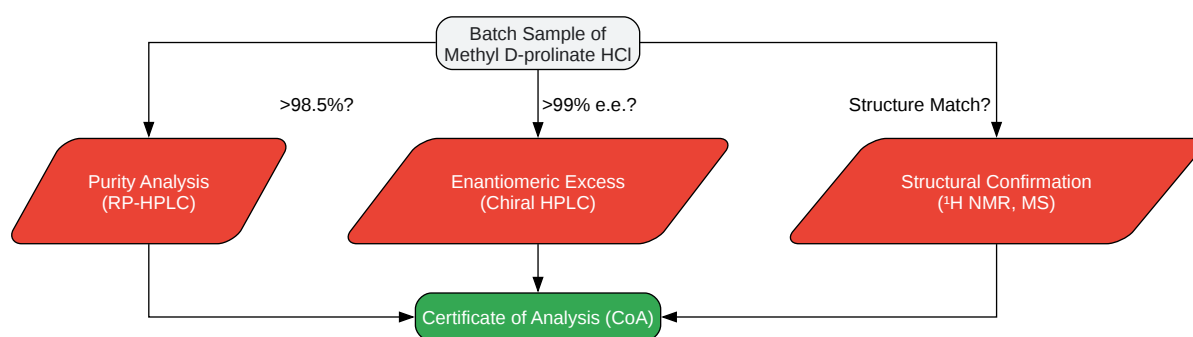 Batch Sample of
Methyl D-prolinate HCl
>98.5%?
>99% e.e.?
Structure Match?
Purity Analysis
(RP-HPLC)
Enantiomeric Excess
(Chiral HPLC)
Structural Confirmation
(¹H NMR, MS)
Certificate of Analysis (CoA)